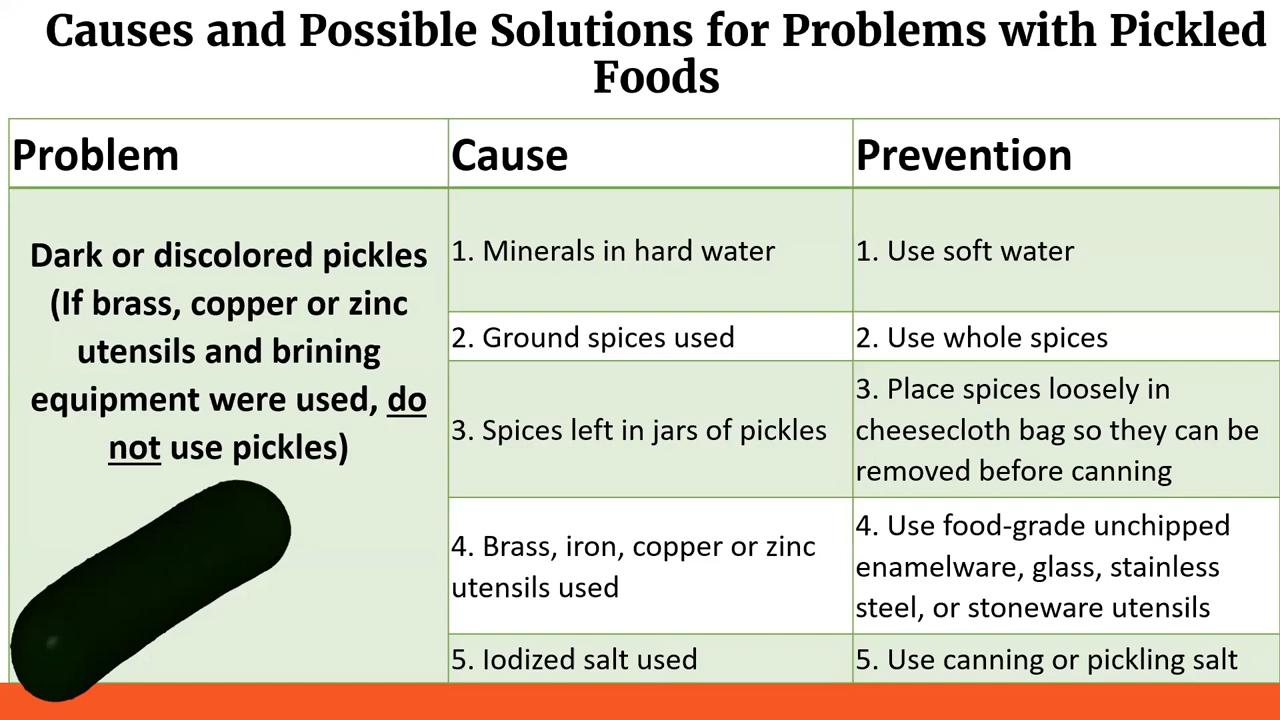 Causes and Possible Solutions for Problems with Pickled
Foods
Problem
Cause
Prevention
Dark or discolored pickles
(If brass, copper or zinc
utensils and brining
equipment were used, do
not use pickles)
1. Minerals in hard water
1. Use soft water
2. Ground spices used
2. Use whole spices
3. Spices left in jars of pickles
3. Place spices loosely in
cheesecloth bag so they can be
removed before canning
4. Brass, iron, copper or zinc
utensils used
4. Use food-grade unchipped
enamelware, glass, stainless
steel, or stoneware utensils
5. Iodized salt used
5. Use canning or pickling salt